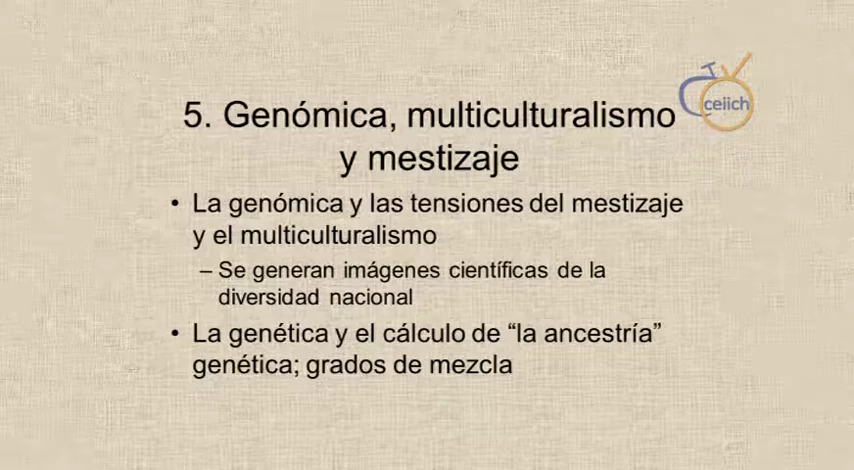 5. Genómica, multiculturalismo
y mestizaje
ceiich
• La genómica y las tensiones del mestizaje
y el multiculturalismo
– Se generan imágenes científicas de la
diversidad nacional
• La genética y el cálculo de “la ancestría”
genética; grados de mezcla